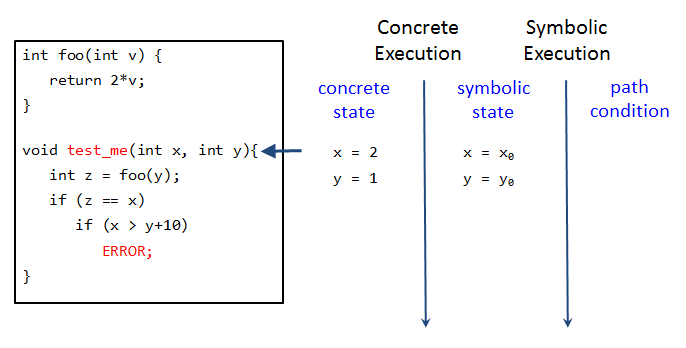 int foo(int v) {
return 2*v;
}
void test_me(int x, int y){
int z = foo(y);
if (z == x)
if (x > y+10)
ERROR;
}
Concrete
Execution
Symbolic
Execution
concrete
state
symbolic
state
path
condition
x = 2
x = x₀
y = 1
y = y₀